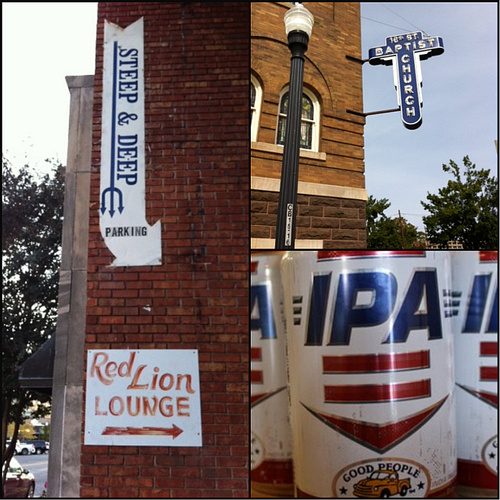 STEEP & DEEP
PARKING
Red Lion
LOUNGE
16th ST.
BAPTIST
CHURCH
IPA
GOOD PEOPLE